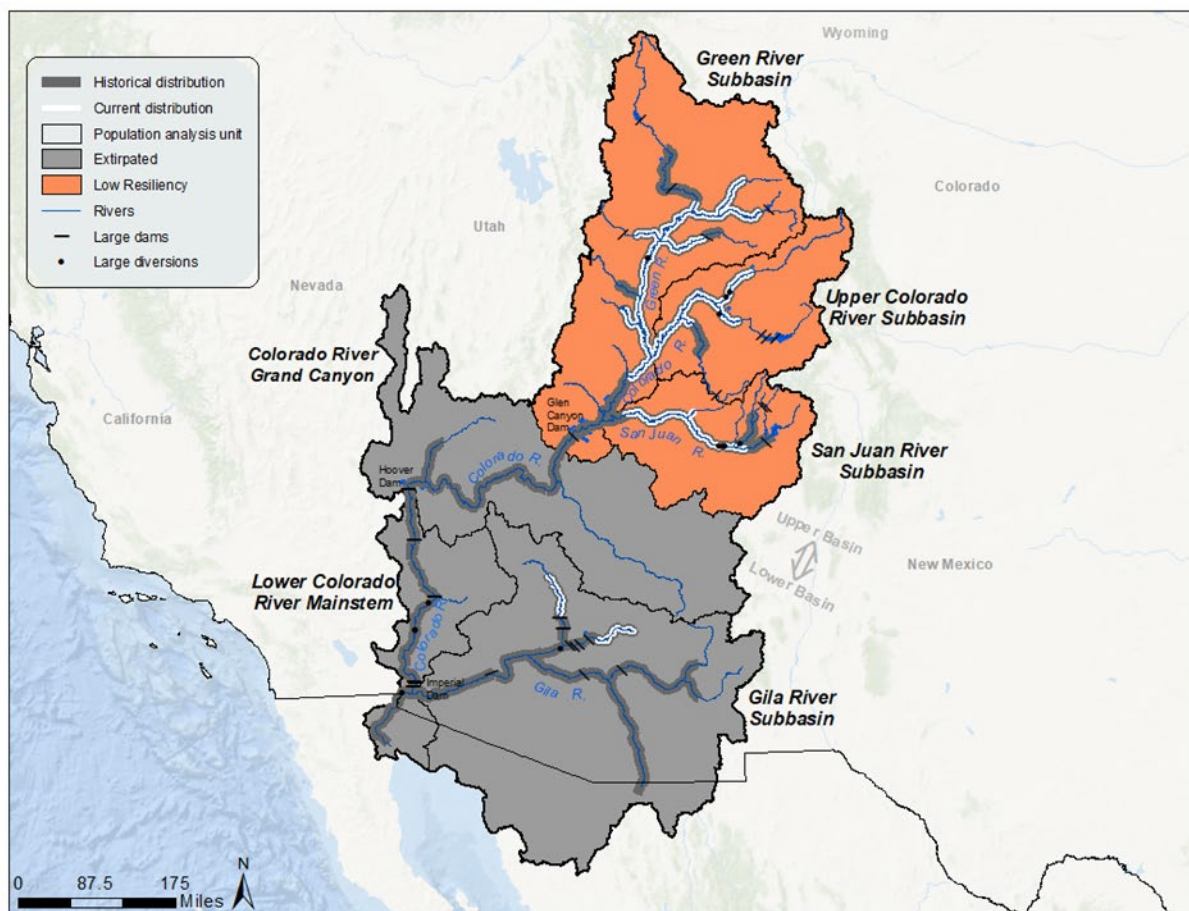 Wyoming
Green River
Subbasin
Historical distribution
Current distribution
Population analysis unit
Extirpated
Low Resiliency
Rivers
Large dams
Large diversions
Colorado
Utah
Nevada
Green R.
Upper Colorado
River Subbasin
Colorado River
Grand Canyon
Colorado R.
California
Glen
Canyon
Dam
San Juan R.
San Juan River
Subbasin
Colorado R.
Hoover
Dam
Upper Basin
Lower Basin
New Mexico
Lower Colorado
River Mainstem
Colorado R.
Imperial
Dam
Gila R.
Gila River
Subbasin
N
0 87.5 175
Miles